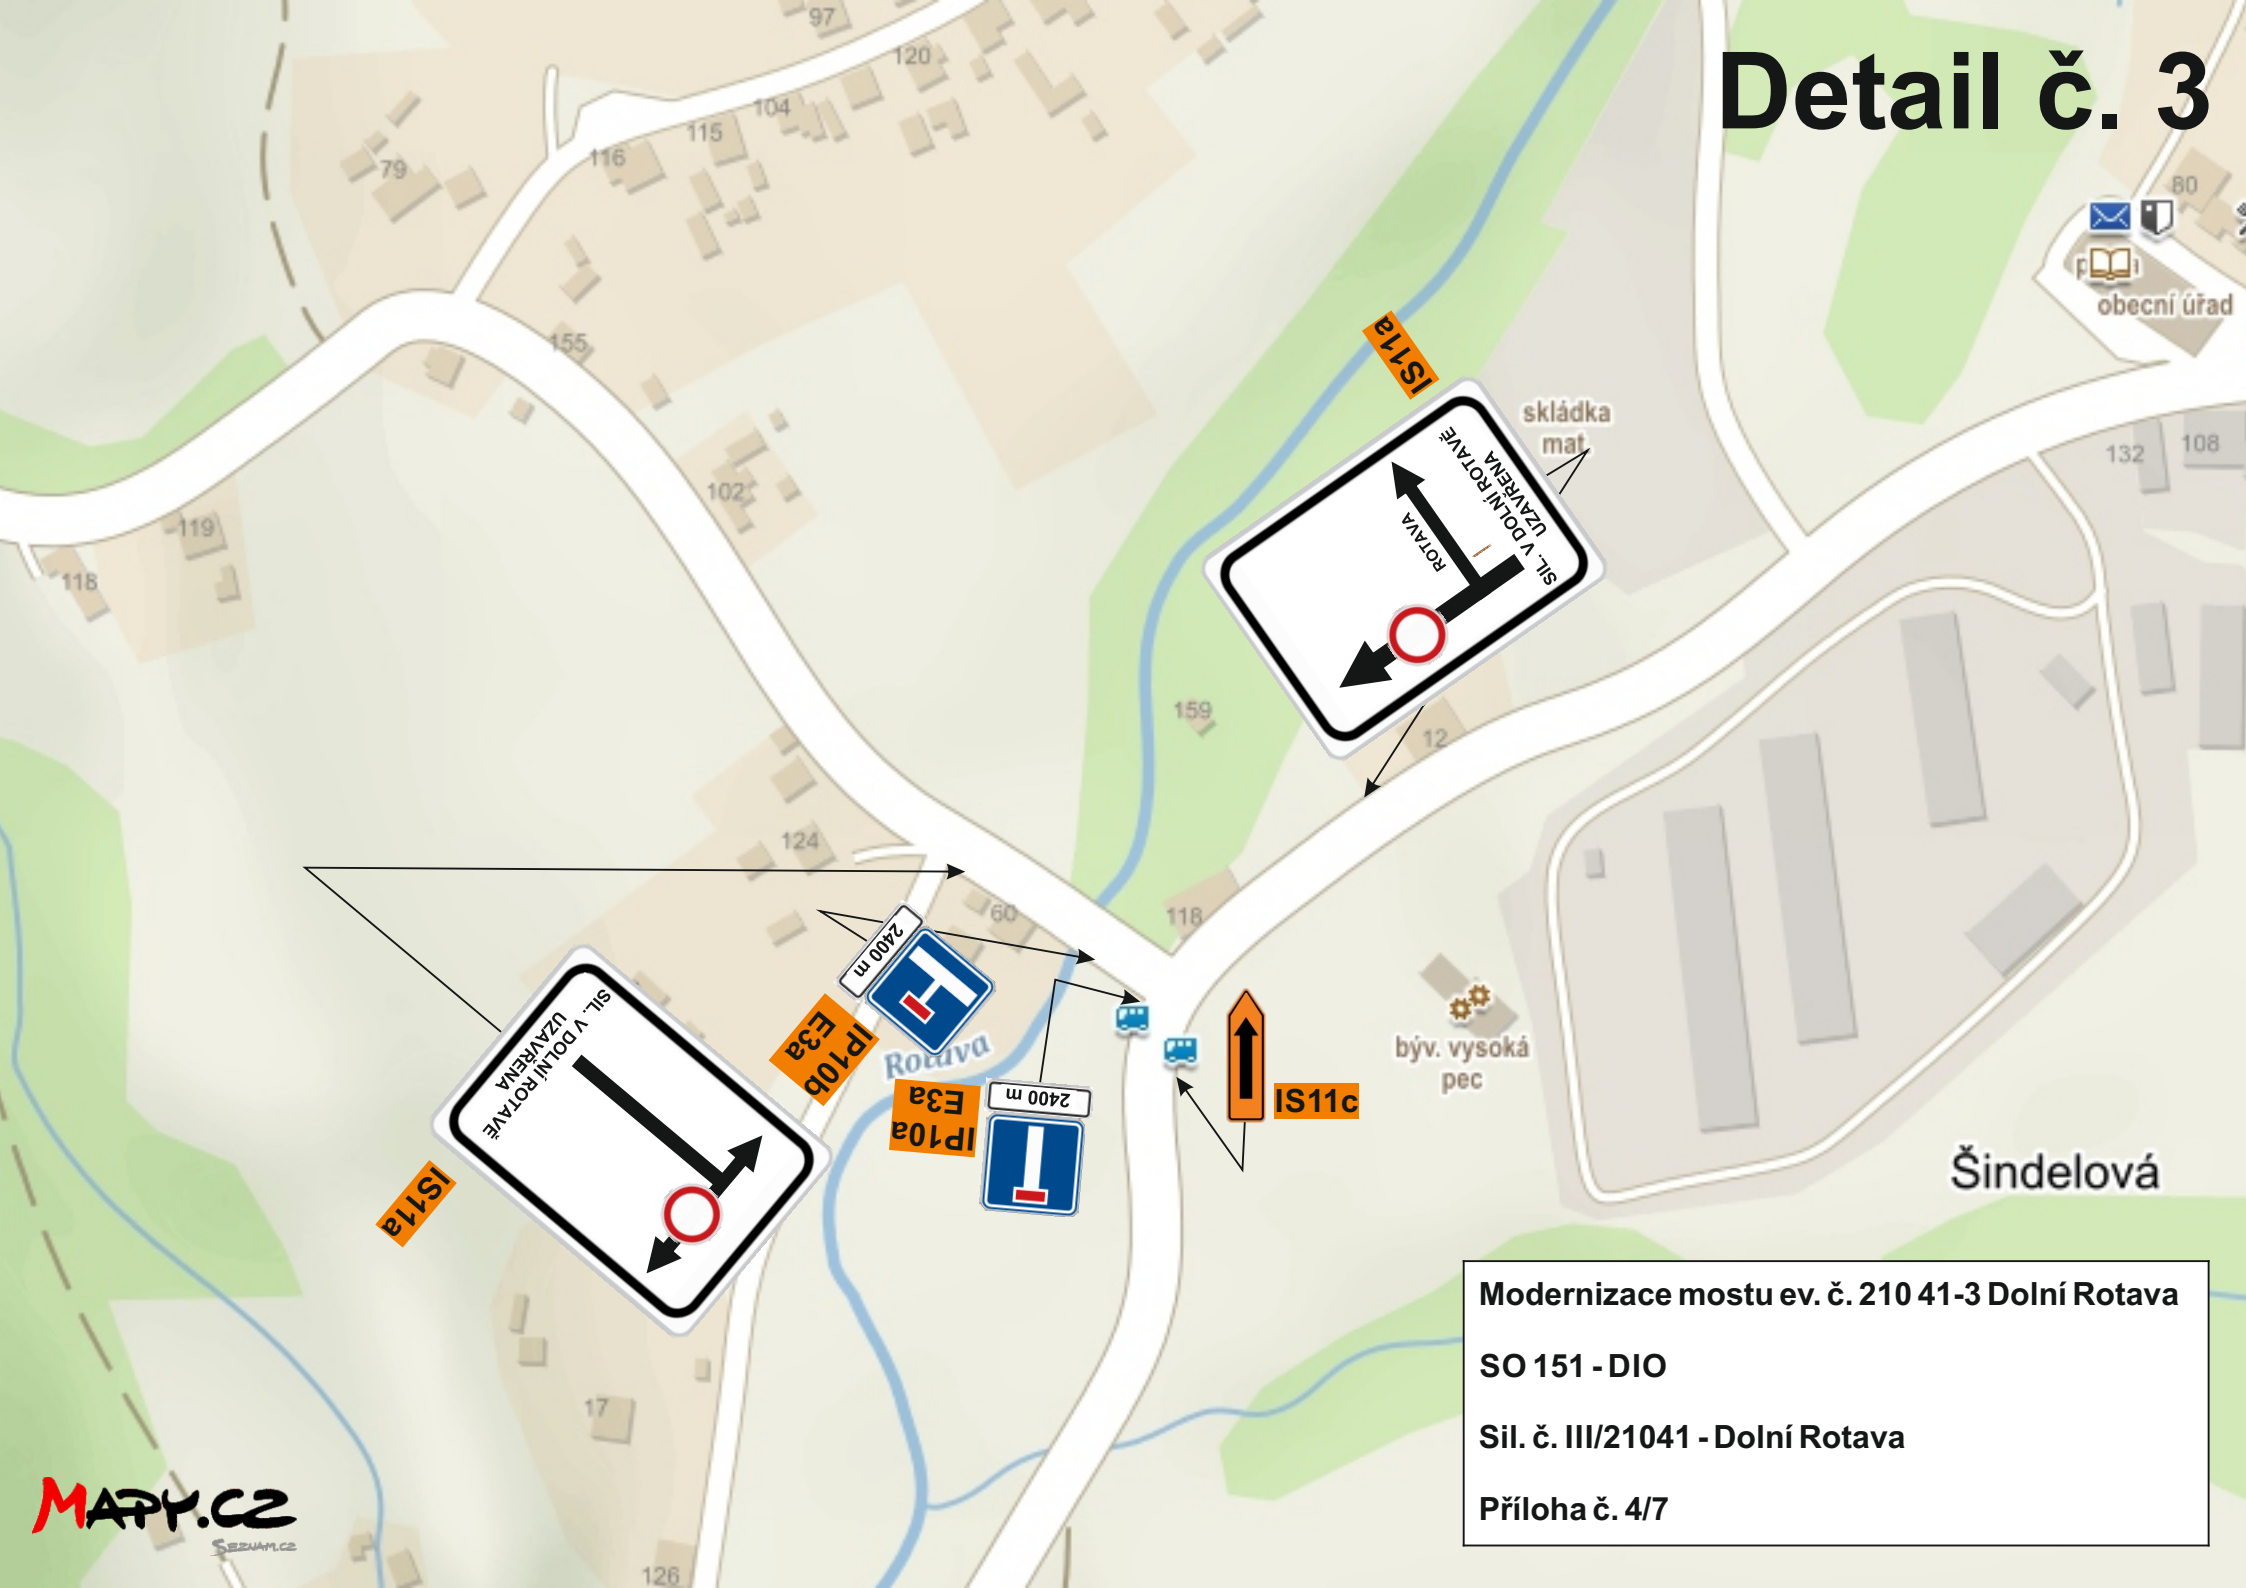 Detail č. 3
97
120
104
115
116
79
80
obecní úřad
155
IS11a
skládka
mat.
132
108
102
SIL. V DOLNÍ ROTAVĚ
UZAVŘENA
ROTAVA
119
118
159
12
124
60
118
2400 m
IP10b
E3a
Rotava
SIL. V DOLNÍ ROTAVĚ
UZAVŘENA
IS11a
2400 m
IP10a
E3a
IS11c
býv. vysoká
pec
Šindelová
17
126
Modernizace mostu ev. č. 210 41-3 Dolní Rotava
SO 151 - DIO
Sil. č. III/21041 - Dolní Rotava
Příloha č. 4/7
MAPY.CZ
SEZNAM.CZ